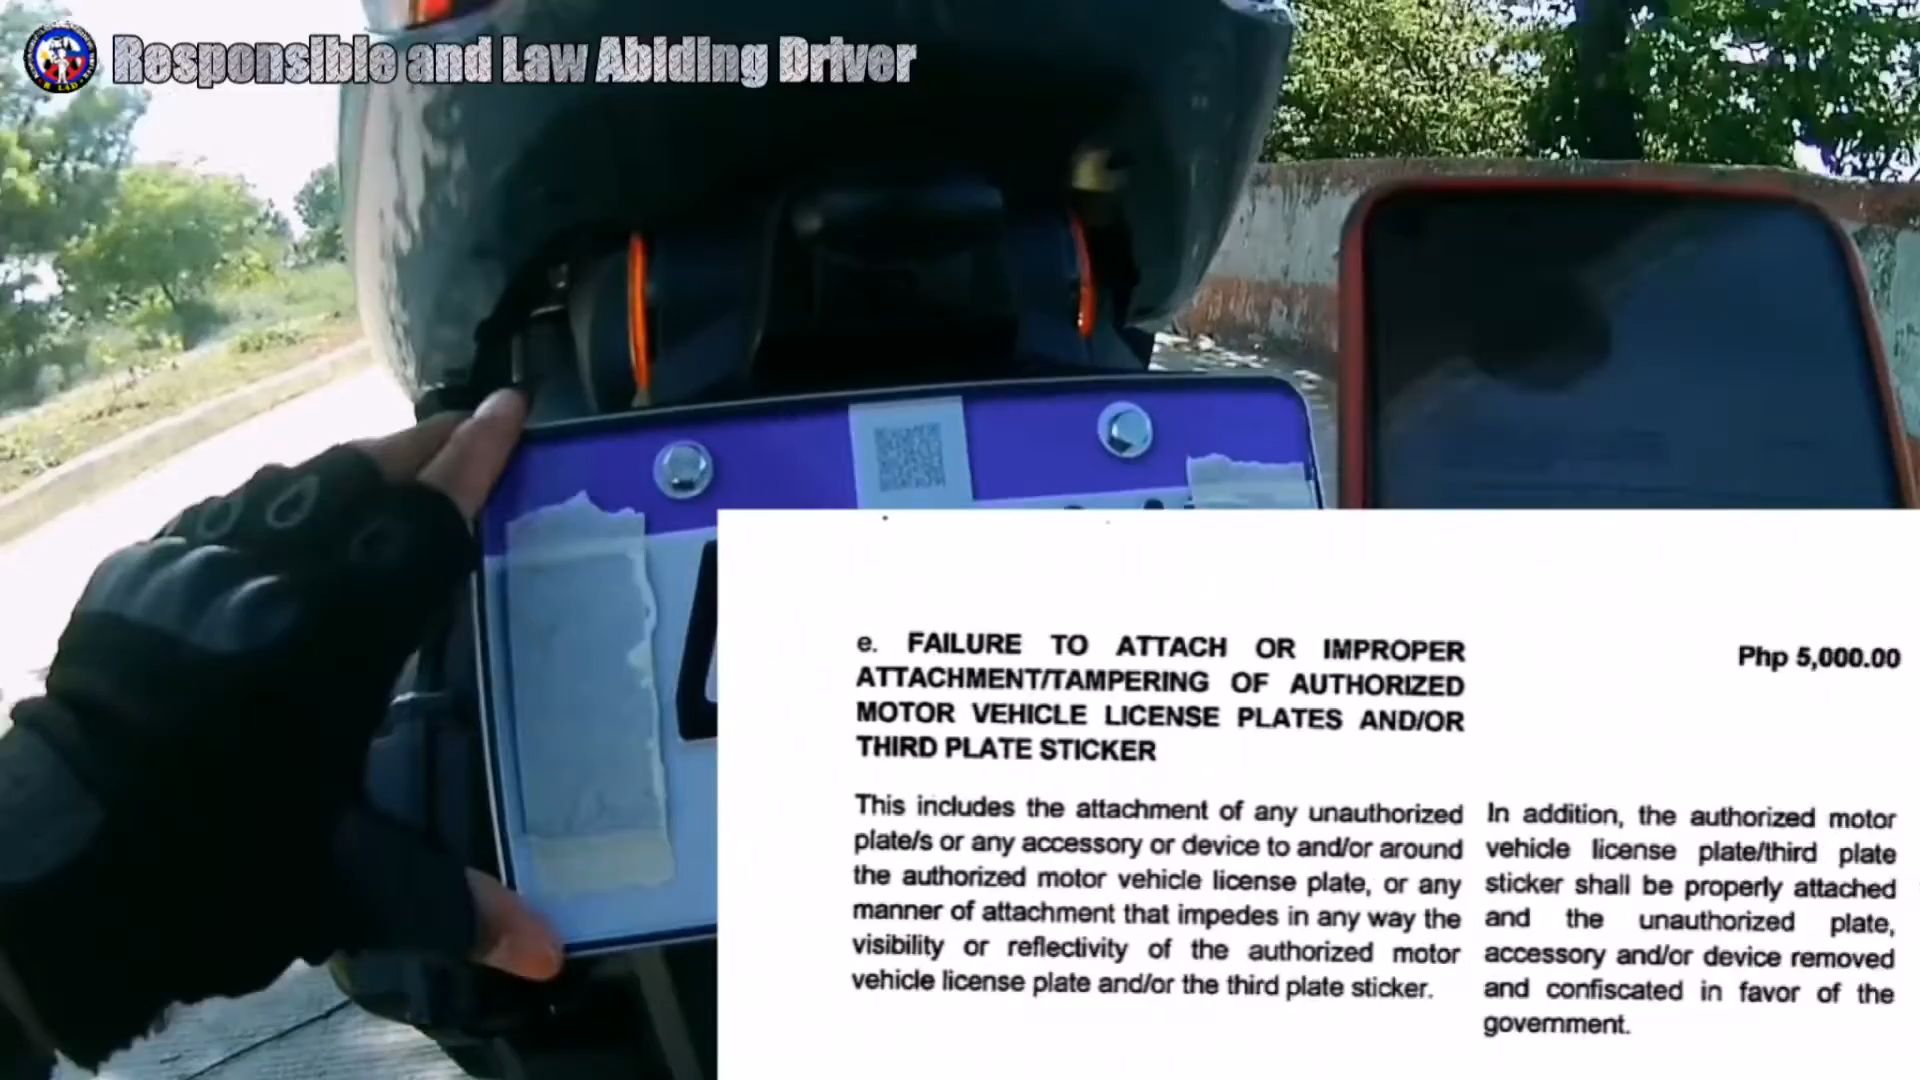 Responsible and Law Abiding Driver
e. FAILURE TO ATTACH OR IMPROPER
ATTACHMENT/TAMPERING OF AUTHORIZED
MOTOR VEHICLE LICENSE PLATES AND/OR
THIRD PLATE STICKER
Php 5,000.00
This includes the attachment of any unauthorized
plate/s or any accessory or device to and/or around
the authorized motor vehicle license plate, or any
manner of attachment that impedes in any way the
visibility or reflectivity of the authorized motor
vehicle license plate and/or the third plate sticker.
In addition, the authorized motor
vehicle license plate/third plate
sticker shall be properly attached
and the unauthorized plate,
accessory and/or device removed
and confiscated in favor of the
government.